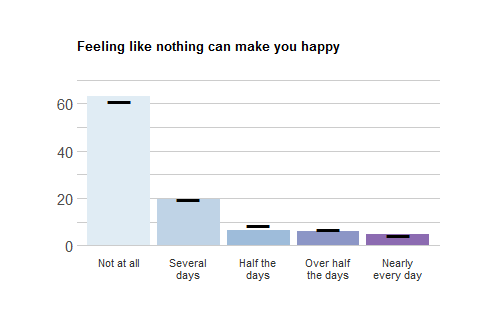 Feeling like nothing can make you happy
60
40
20
0
Not at all
Several
days
Half the
days
Over half
the days
Nearly
every day